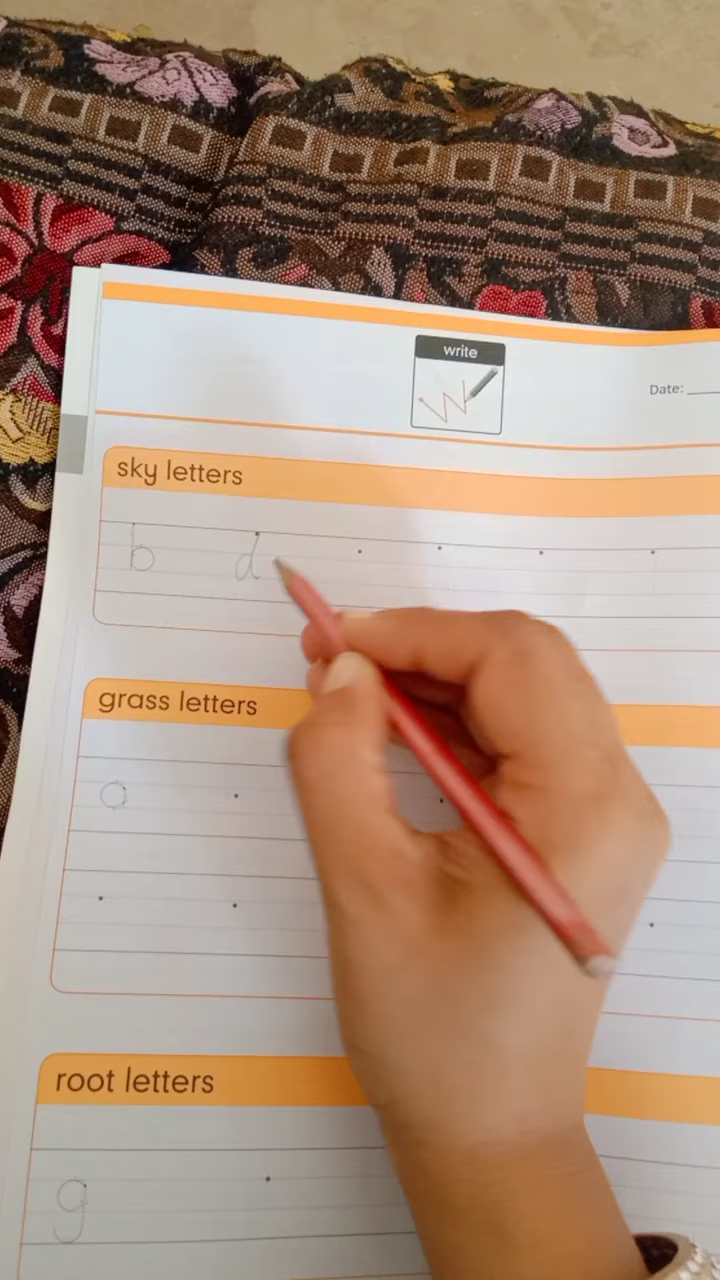 write
Date:
sky letters
b d
grass letters
a
root letters
g